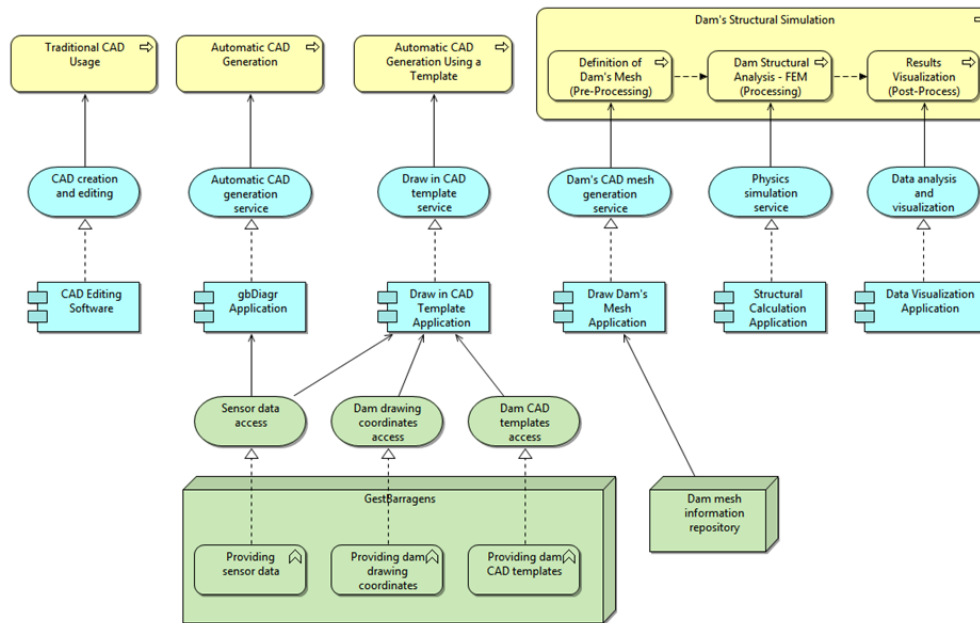 Dam's Structural Simulation
Traditional CAD
Usage
Automatic CAD
Generation
Automatic CAD
Generation Using a
Template
Definition of
Dam's Mesh
(Pre-Processing)
Dam Structural
Analysis - FEM
(Processing)
Results
Visualization
(Post-Process)
CAD creation
and editing
Automatic CAD
generation
service
Draw in CAD
template
service
Dam's CAD mesh
generation
service
Physics
simulation
service
Data analysis
and
visualization
CAD Editing
Software
gbDiagr
Application
Draw in CAD
Template
Application
Draw Dam's
Mesh
Application
Structural
Calculation
Application
Data Visualization
Application
Sensor data
access
Dam drawing
coordinates
access
Dam CAD
templates
access
GestBarragens
Dam mesh
information
repository
Providing
sensor data
Providing dam
drawing
coordinates
Providing dam
CAD templates